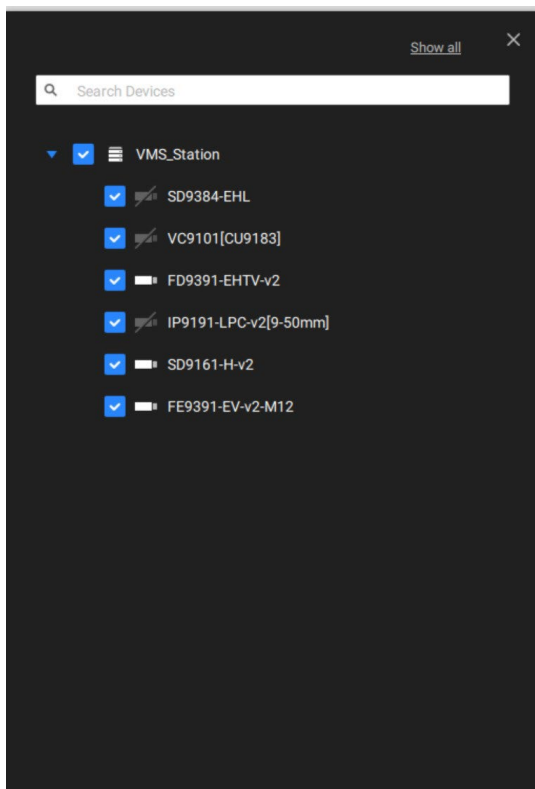 Show all
Search Devices
VMS_Station
SD9384-EHL
VC9101[CU9183]
FD9391-EHTV-v2
IP9191-LPC-v2[9-50mm]
SD9161-H-v2
FE9391-EV-v2-M12